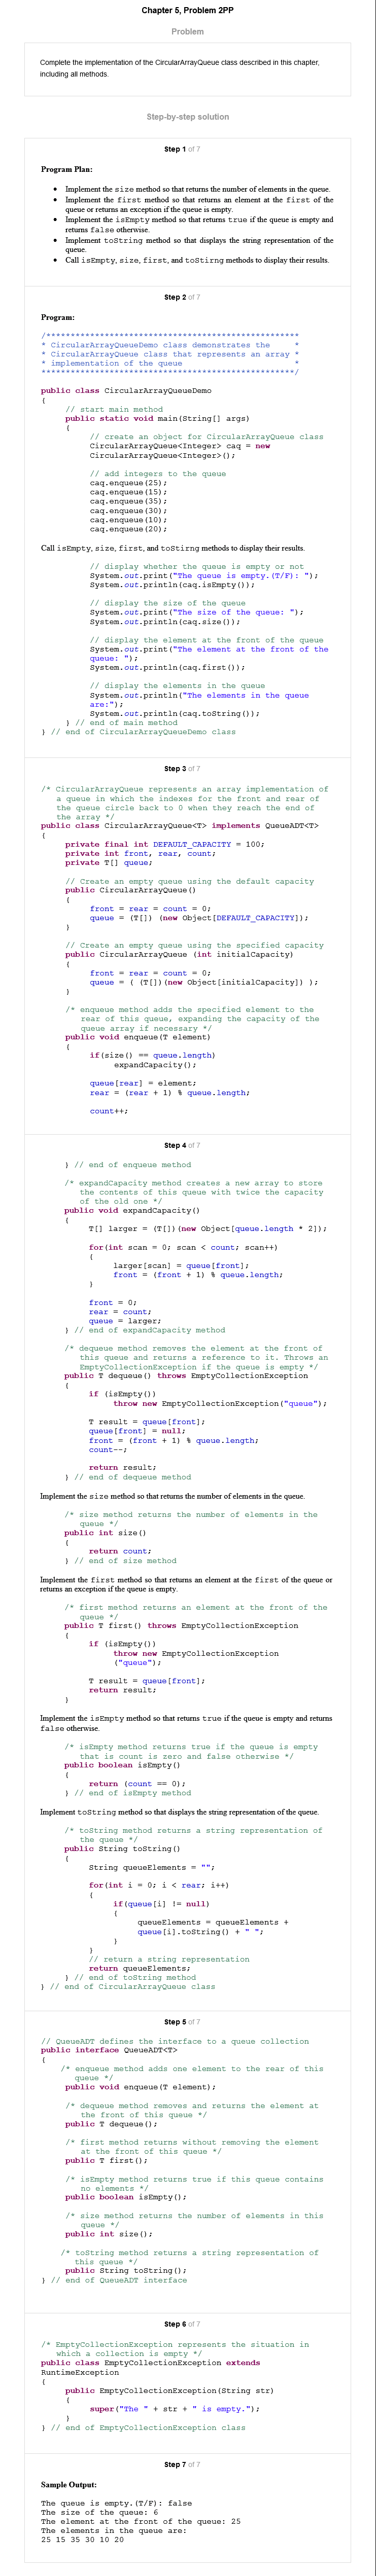 Chapter 5, Problem 2PP
Problem
Complete the implementation of the CircularArrayQueue class described in this chapter,
including all methods.
Step-by-step solution
Step 1 of 7
Program Plan:
• Implement the size method so that returns the number of elements in the queue.
• Implement the first method so that returns an element at the first of the
queue or returns an exception if the queue is empty.
• Implement the isEmpty method so that returns true if the queue is empty and
returns false otherwise.
• Implement toString method so that displays the string representation of the
queue.
• Call isEmpty, size, first, and toStirng methods to display their results.
Step 2 of 7
Program:
/****************************************************
* CircularArrayQueueDemo class demonstrates the *
* CircularArrayQueue class that represents an array *
* implementation of the queue *
****************************************************/
public class CircularArrayQueueDemo
{
// start main method
public static void main(String[] args)
{
// create an object for CircularArrayQueue class
CircularArrayQueue<Integer> caq = new
CircularArrayQueue<Integer>();
// add integers to the queue
caq.enqueue(25);
caq.enqueue(15);
caq.enqueue(35);
caq.enqueue(30);
caq.enqueue(10);
caq.enqueue(20);
Call isEmpty, size, first, and toStirng methods to display their results.
// display whether the queue is empty or not
System.out.print("The queue is empty.(T/F): ");
System.out.println(caq.isEmpty());
// display the size of the queue
System.out.print("The size of the queue: ");
System.out.println(caq.size());
// display the element at the front of the queue
System.out.print("The element at the front of the
queue: ");
System.out.println(caq.first());
// display the elements in the queue
System.out.println("The elements in the queue
are:");
System.out.println(caq.toString());
} // end of main method
} // end of CircularArrayQueueDemo class
Step 3 of 7
/* CircularArrayQueue represents an array implementation of
a queue in which the indexes for the front and rear of
the queue circle back to 0 when they reach the end of
the array */
public class CircularArrayQueue<T> implements QueueADT<T>
{
private final int DEFAULT_CAPACITY = 100;
private int front, rear, count;
private T[] queue;
// Create an empty queue using the default capacity
public CircularArrayQueue()
{
front = rear = count = 0;
queue = (T[]) (new Object[DEFAULT_CAPACITY]);
}
// Create an empty queue using the specified capacity
public CircularArrayQueue (int initialCapacity)
{
front = rear = count = 0;
queue = ( (T[])(new Object[initialCapacity]) );
}
/* enqueue method adds the specified element to the
rear of this queue, expanding the capacity of the
queue array if necessary */
public void enqueue(T element)
{
if(size() == queue.length)
expandCapacity();
queue[rear] = element;
rear = (rear + 1) % queue.length;
count++;
Step 4 of 7
} // end of enqueue method
/* expandCapacity method creates a new array to store
the contents of this queue with twice the capacity
of the old one */
public void expandCapacity()
{
T[] larger = (T[])(new Object[queue.length * 2]);
for(int scan = 0; scan < count; scan++)
{
larger[scan] = queue[front];
front = (front + 1) % queue.length;
}
front = 0;
rear = count;
queue = larger;
} // end of expandCapacity method
/* dequeue method removes the element at the front of
this queue and returns a reference to it. Throws an
EmptyCollectionException if the queue is empty */
public T dequeue() throws EmptyCollectionException
{
if (isEmpty())
throw new EmptyCollectionException("queue");
T result = queue[front];
queue[front] = null;
front = (front + 1) % queue.length;
count--;
return result;
} // end of dequeue method
Implement the size method so that returns the number of elements in the queue.
/* size method returns the number of elements in the
queue */
public int size()
{
return count;
} // end of size method
Implement the first method so that returns an element at the first of the queue or
returns an exception if the queue is empty.
/* first method returns an element at the front of the
queue */
public T first() throws EmptyCollectionException
{
if (isEmpty())
throw new EmptyCollectionException
("queue");
T result = queue[front];
return result;
}
Implement the isEmpty method so that returns true if the queue is empty and returns
false otherwise.
/* isEmpty method returns true if the queue is empty
that is count is zero and false otherwise */
public boolean isEmpty()
{
return (count == 0);
} // end of isEmpty method
Implement toString method so that displays the string representation of the queue.
/* toString method returns a string representation of
the queue */
public String toString()
{
String queueElements = "";
for(int i = 0; i < rear; i++)
{
if(queue[i] != null)
{
queueElements = queueElements +
queue[i].toString() + " ";
}
}
// return a string representation
return queueElements;
} // end of toString method
} // end of CircularArrayQueue class
Step 5 of 7
// QueueADT defines the interface to a queue collection
public interface QueueADT<T>
{
/* enqueue method adds one element to the rear of this
queue */
public void enqueue(T element);
/* dequeue method removes and returns the element at
the front of this queue */
public T dequeue();
/* first method returns without removing the element
at the front of this queue */
public T first();
/* isEmpty method returns true if this queue contains
no elements */
public boolean isEmpty();
/* size method returns the number of elements in this
queue */
public int size();
/* toString method returns a string representation of
this queue */
public String toString();
} // end of QueueADT interface
Step 6 of 7
/* EmptyCollectionException represents the situation in
which a collection is empty */
public class EmptyCollectionException extends
RuntimeException
{
public EmptyCollectionException(String str)
{
super("The " + str + " is empty.");
}
} // end of EmptyCollectionException class
Step 7 of 7
Sample Output:
The queue is empty.(T/F): false
The size of the queue: 6
The element at the front of the queue: 25
The elements in the queue are:
25 15 35 30 10 20